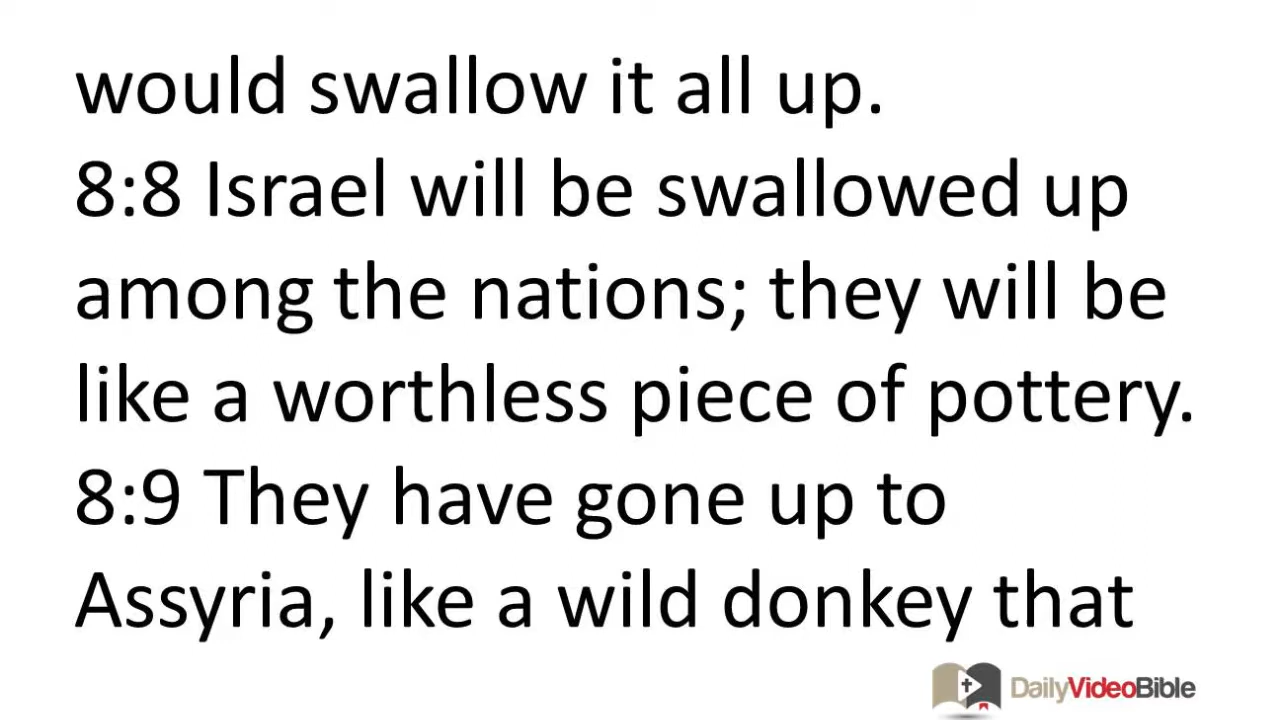 would swallow it all up.
8:8 Israel will be swallowed up
among the nations; they will be
like a worthless piece of pottery.
8:9 They have gone up to
Assyria, like a wild donkey that
DailyVideoBible